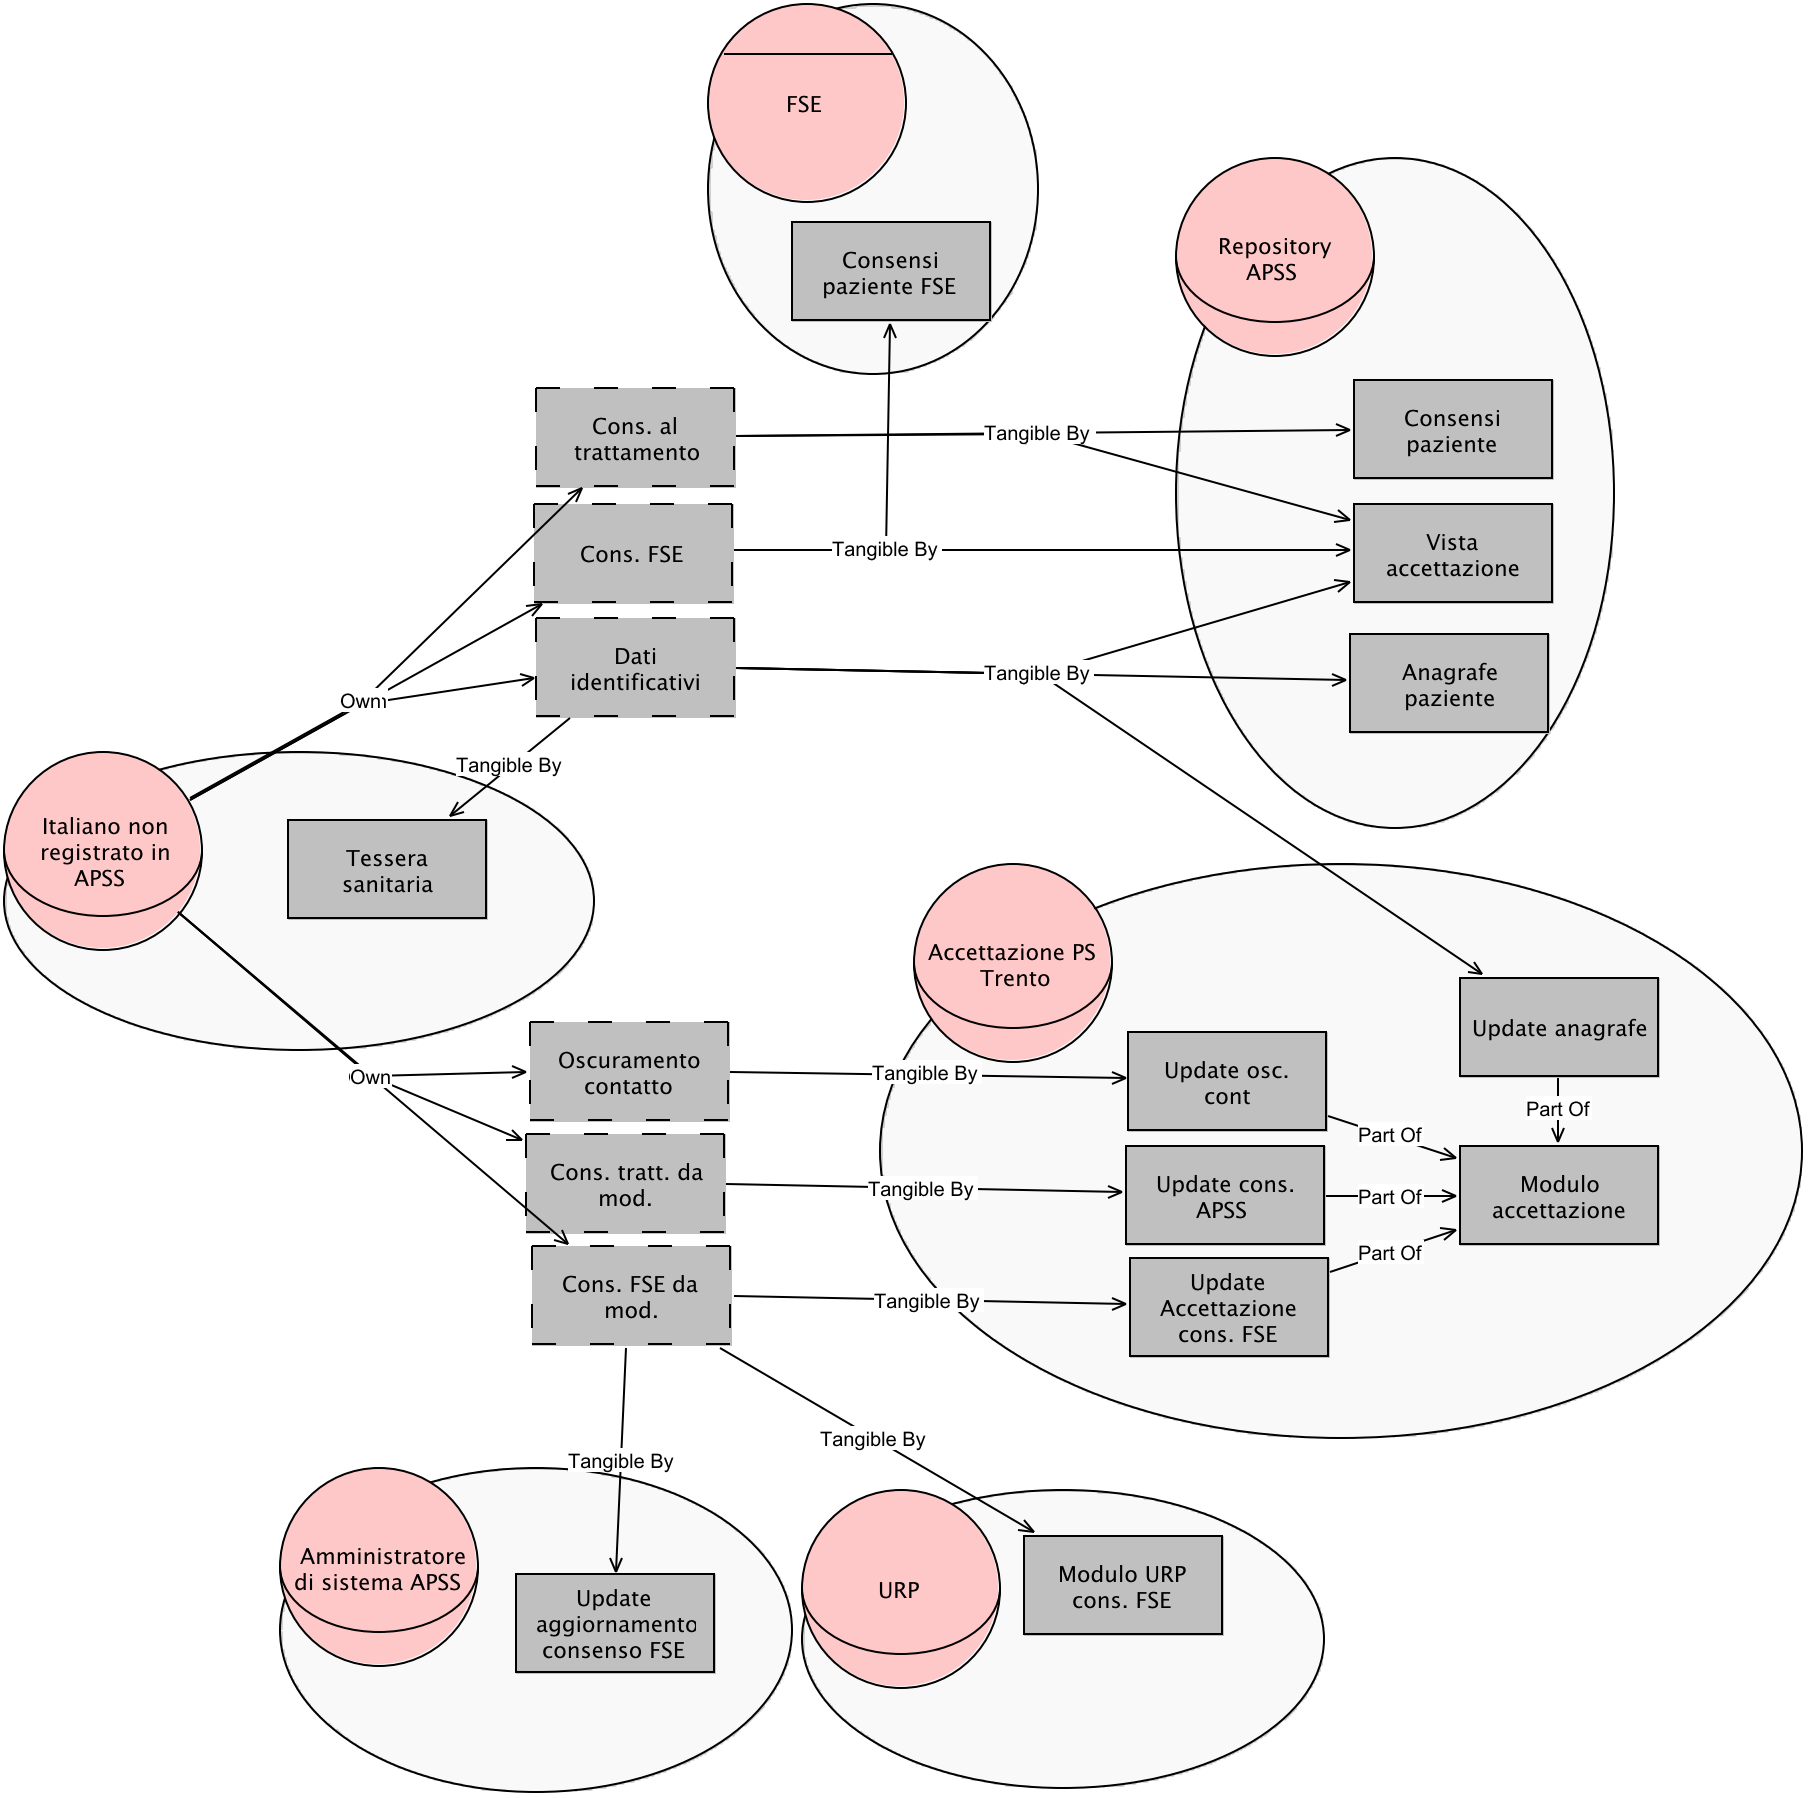 FSE
Consensi
paziente FSE
Repository
APSS
Cons. al
trattamento
Tangible By
Consensi
paziente
Cons. FSE
Tangible By
Vista
accettazione
Dati
identificativi
Tangible By
Anagrafe
paziente
Own
Tangible By
Italiano non
registrato in
APSS
Tessera
sanitaria
Accettazione PS
Trento
Update anagrafe
Own
Oscuramento
contatto
Tangible By
Update osc.
cont
Part Of
Part Of
Cons. tratt. da
mod.
Tangible By
Update cons.
APSS
Part Of
Modulo
accettazione
Part Of
Cons. FSE da
mod.
Tangible By
Update
Accettazione
cons. FSE
Tangible By
Tangible By
Amministratore
di sistema APSS
Update
aggiornamento
consenso FSE
URP
Modulo URP
cons. FSE